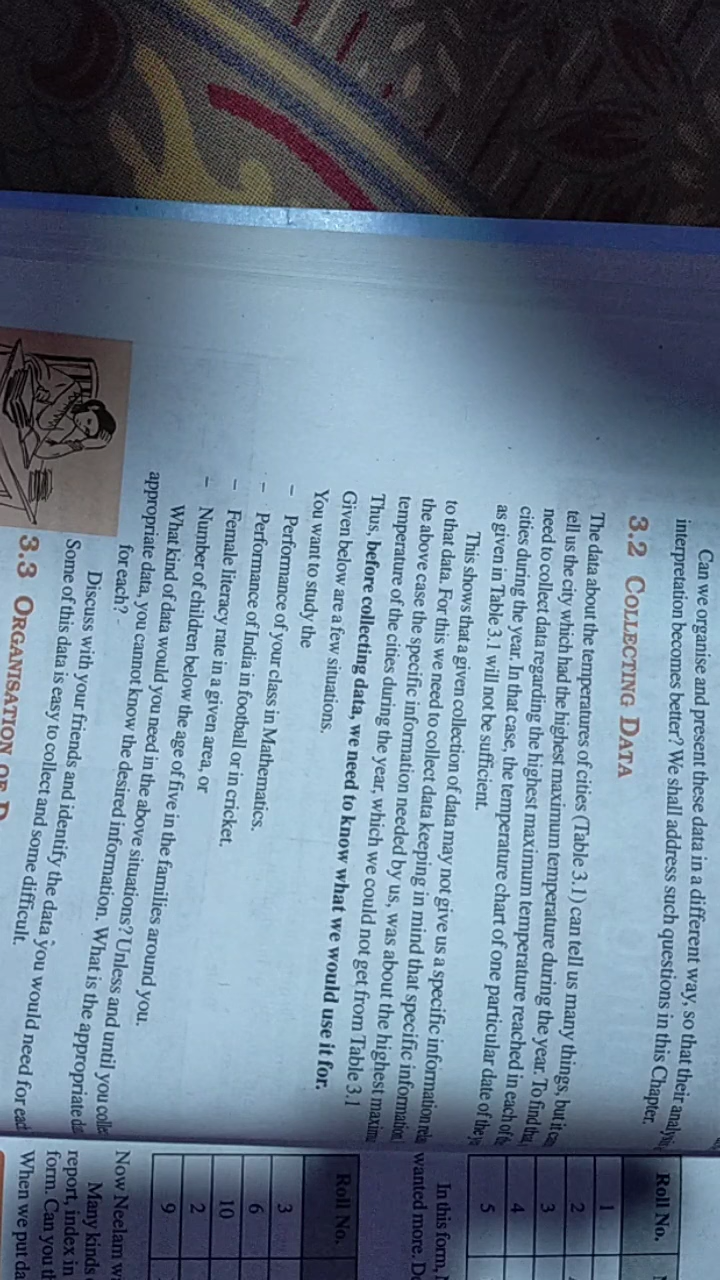 Can we organise and present these data in a different way, so that their
interpretation becomes better? We shall address such questions in this Chapter.
3.2 COLLECTING DATA
The data about the temperatures of cities (Table 3.1) can tell us many things, but it
tell us the city which had the highest maximum temperature during the year. To find
need to collect data regarding the highest maximum temperature reached in each of
cities during the year. In that case, the temperature chart of one particular date of the
as given in Table 3.1 will not be sufficient.
This shows that a given collection of data may not give us a specific information
to that data. For this we need to collect data keeping in mind that specific information
the above case the specific information needed by us, was about the highest
temperature of the cities during the year, which we could not get from Table 3.1
Thus, before collecting data, we need to know what we would use it for.
Given below are a few situations.
You want to study the
– Performance of your class in Mathematics.
– Performance of India in football or in cricket.
– Female literacy rate in a given area, or
– Number of children below the age of five in the families around you.
What kind of data would you need in the above situations? Unless and until you
appropriate data, you cannot know the desired information. What is the appropriate
for each?
Discuss with your friends and identify the data you would need for
Some of this data is easy to collect and some difficult.
3.3 ORGANISATION OF
Roll No.
1
2
3
4
5
In this form,
wanted more.
Roll No.
3
6
10
2
9
Now Neelam
Many kinds
report, index in
form. Can you
When we put